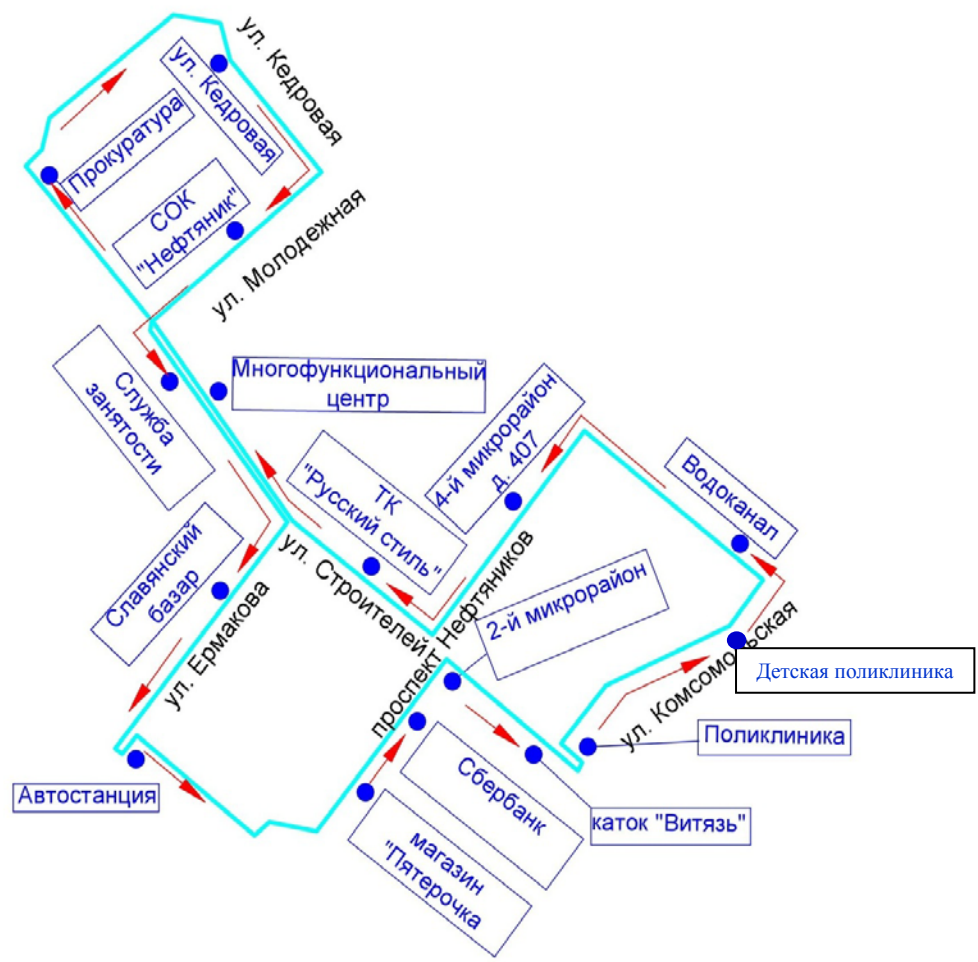 ул. Кедровая
ул. Кедровая
Прокуратура
СОК
"Нефтяник"
ул. Молодежная
Многофункциональный
центр
Служба
занятости
4-й микрорайон
д. 407
ТК
"Русский стиль"
Водоканал
Славянский
базар
ул. Строителей
проспект Нефтяников
2-й микрорайон
ул. Ермакова
ул. Комсомольская
Детская поликлиника
Поликлиника
Сбербанк
Автостанция
каток "Витязь"
магазин
"Пятерочка